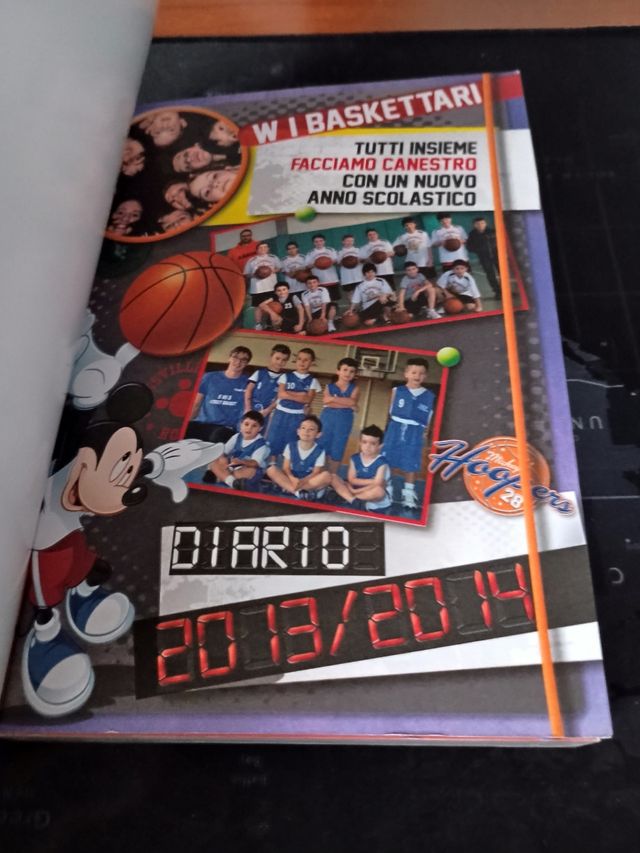 W I BASKETTARI
TUTTI INSIEME
FACCIAMO CANESTRO
CON UN NUOVO
ANNO SCOLASTICO
Hoopers
28
DIARIO
2013/2014